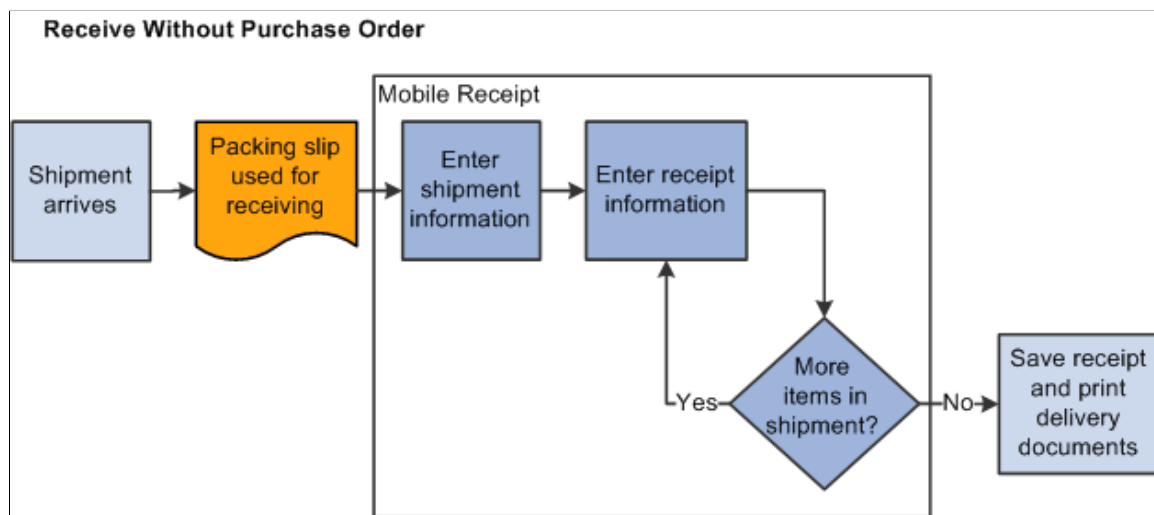 Receive Without Purchase Order
Mobile Receipt
Shipment
arrives
Packing slip
used for
receiving
Enter
shipment
information
Enter receipt
information
More
items in
shipment?
Yes
No
Save receipt
and print
delivery
documents